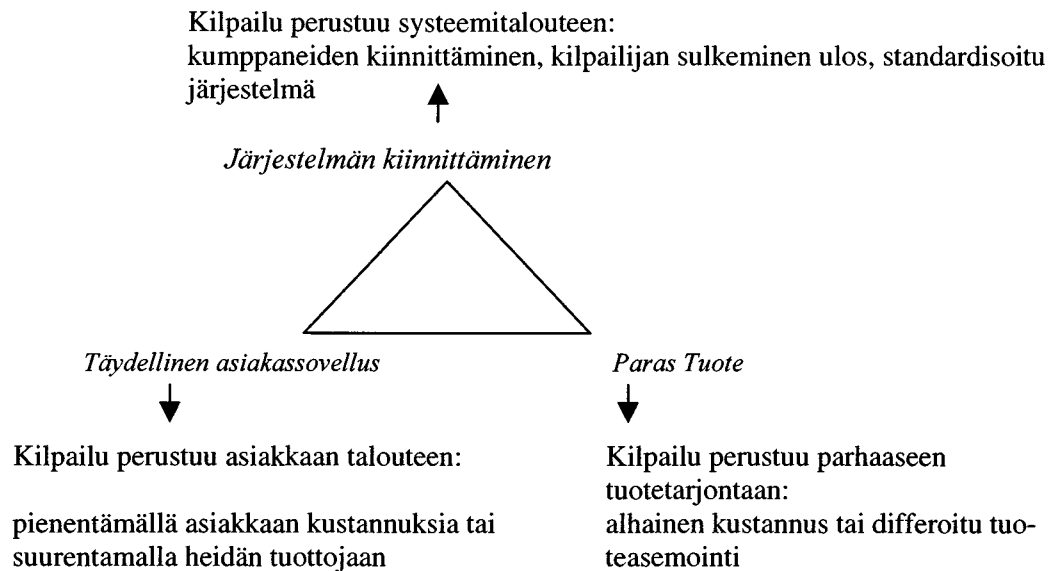 Kilpailu perustuu systeemitalouteen:
kumppaneiden kiinnittäminen, kilpailijan sulkeminen ulos, standardisoitu
järjestelmä
Järjestelmän kiinnittäminen
Täydellinen asiakassovellus
Paras Tuote
Kilpailu perustuu asiakkaan talouteen:
pienentämällä asiakkaan kustannuksia tai
suurentamalla heidän tuottojaan
Kilpailu perustuu parhaaseen
tuotetarjontaan:
alhainen kustannus tai differoitu tuo-
teasemointi